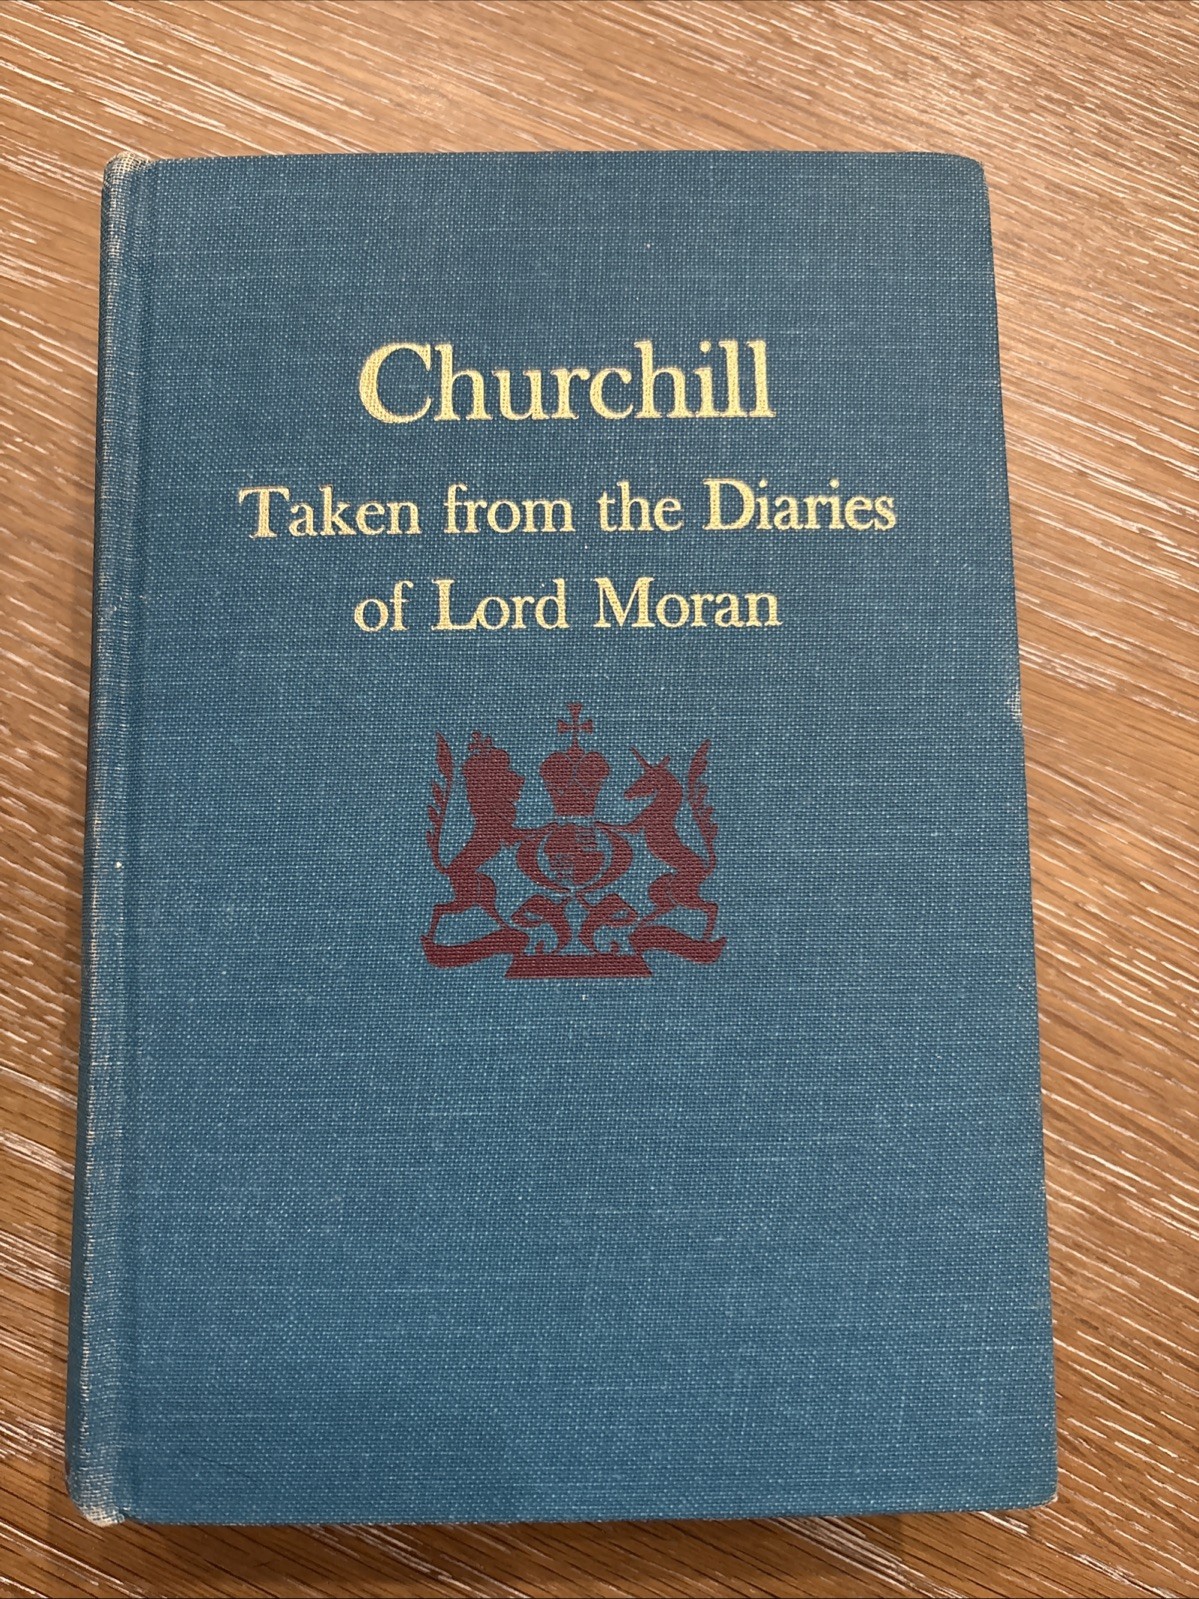 Churchill
Taken from the Diaries
of Lord Moran